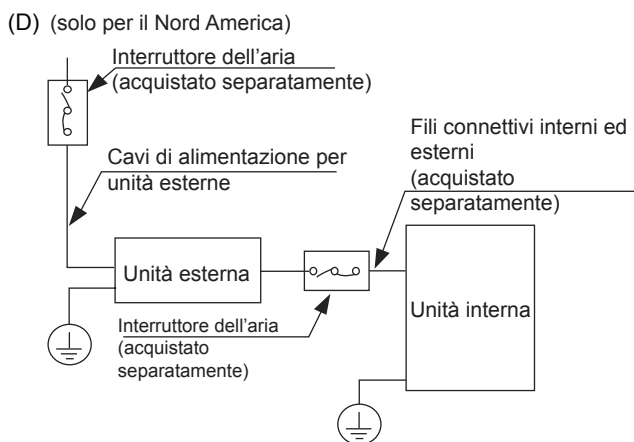 (D) (solo per il Nord America)
Interruttore dell'aria
(acquistato separatamente)
Fili connettivi interni ed
esterni
(acquistato
separatamente)
Cavi di alimentazione per
unità esterne
Unità esterna
Unità interna
Interruttore dell'aria
(acquistato
separatamente)